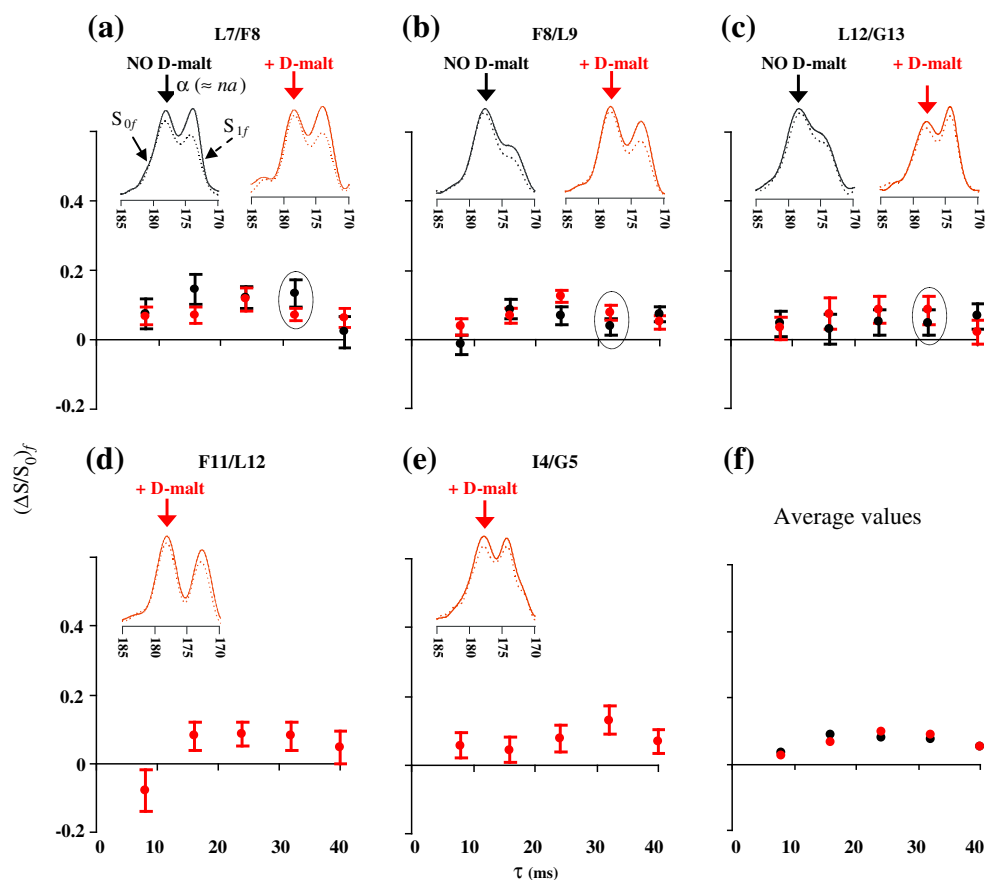 (a) L7/F8 (b) F8/L9 (c) L12/G13
NO D-malt + D-malt NO D-malt + D-malt NO D-malt + D-malt
α (≈ na)
S0f S1f
185 180 175 170 185 180 175 170 185 180 175 170 185 180 175 170 185 180 175 170 185 180 175 170
0.4
0.2
0
-0.2
(ΔS/S0)f
(d) F11/L12 (e) I4/G5 (f)
+ D-malt + D-malt
Average values
185 180 175 170 185 180 175 170
0.4
0.2
0
-0.2
0 10 20 30 40 0 10 20 30 40 0 10 20 30 40
τ (ms)